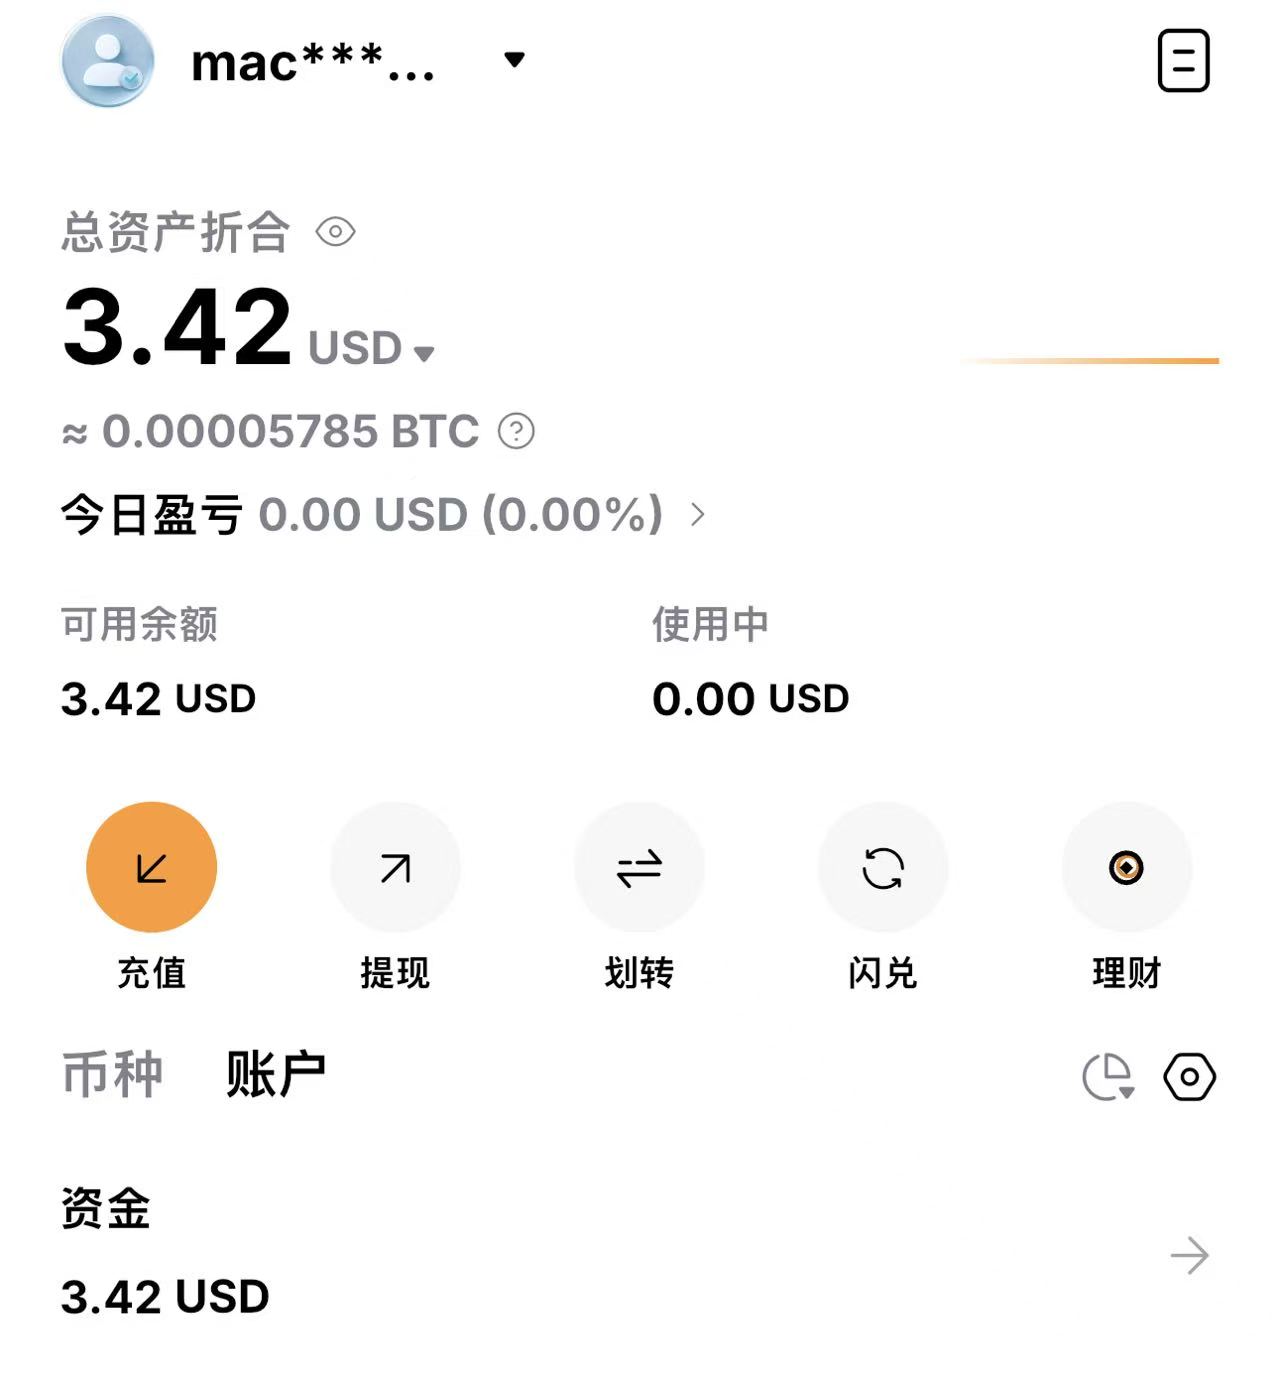 mac***...
总资产折合
3.42 USD
≈ 0.00005785 BTC ?
今日盈亏 0.00 USD (0.00%) >
可用余额 使用中
3.42 USD 0.00 USD
充值 提现 划转 闪兑 理财
币种 账户
资金
3.42 USD